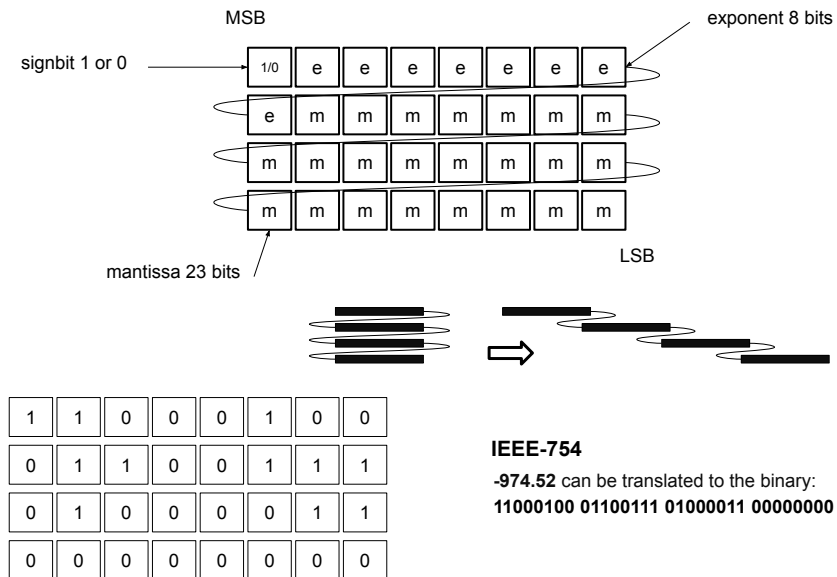 MSB
exponent 8 bits
signbit 1 or 0
1/0 e e e e e e e
e m m m m m m m
m m m m m m m m
m m m m m m m m
LSB
mantissa 23 bits
1 1 0 0 0 1 0 0
0 1 1 0 0 1 1 1
0 1 0 0 0 0 1 1
0 0 0 0 0 0 0 0
IEEE-754
-974.52 can be translated to the binary:
11000100 01100111 01000011 00000000